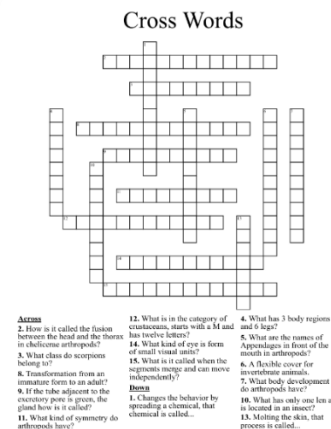 Cross Words
Across
2. How is it called the fusion
between the head and the thorax
in chelicerae arthropods?
3. What class do scorpions
belong to?
8. Transformation from an
immature form to an adult?
9. If the tube adjacent to the
excretory pore is green, the
gland how is it called?
11. What kind of symmetry do
arthropods have?
12. What is in the category of
crustaceans, starts with a M and
has twelve letters?
14. What kind of eye is form
of small visual units?
15. What is it called when the
segments merge and can move
independently?
Down
1. Changes the behavior by
spreading a chemical, that
chemical is called...
4. What has 3 body regions
and 6 legs?
5. What are the names of
Appendages in front of the
mouth in arthropods?
6. A flexible cover for
invertebrate animals.
7. What body development
do arthropods have?
10. What has only one len a
is located in an insect?
13. Molting the skin, that
process is called...